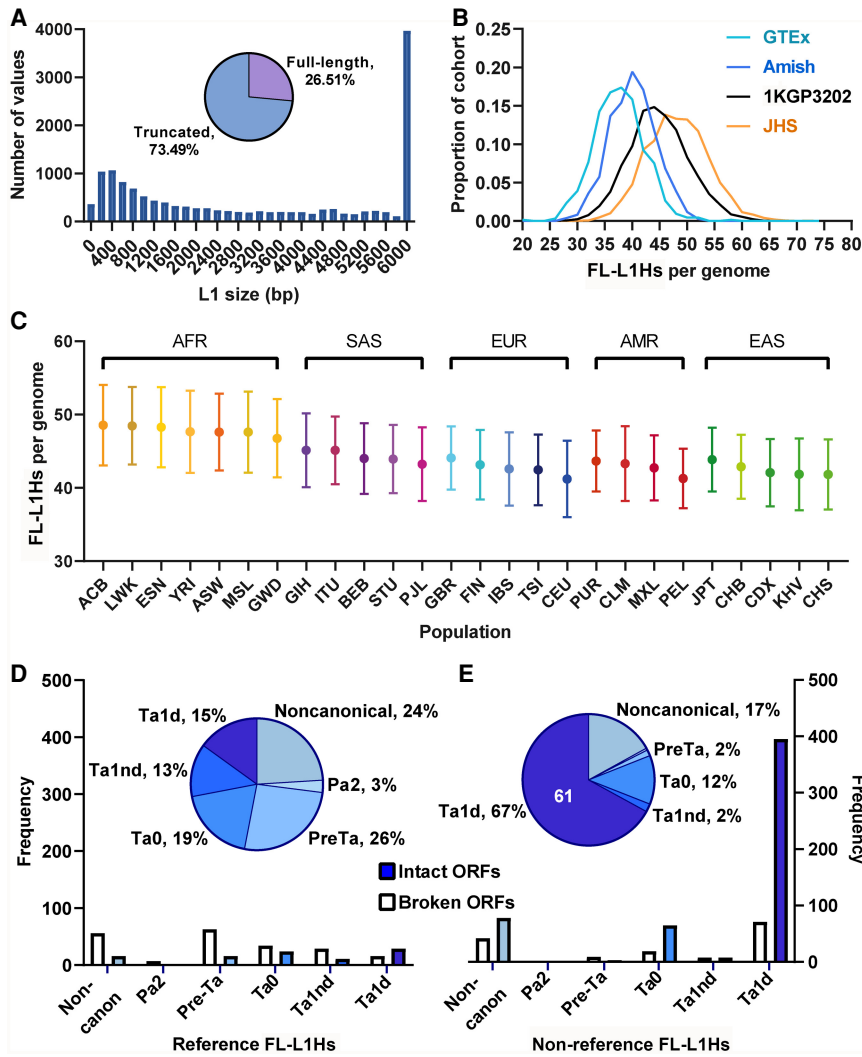 A
Number of values
4000
3000
2000
1000
0
Full-length,
26.51%
Truncated,
73.49%
0
400
800
1200
1600
2000
2400
2800
3200
3600
4000
4400
4800
5200
5600
6000
L1 size (bp)
B
Proportion of cohort
0.25
0.20
0.15
0.10
0.05
0.00
GTEx
Amish
1KGP3202
JHS
20 25 30 35 40 45 50 55 60 65 70 75 80
FL-L1Hs per genome
C
FL-L1Hs per genome
60
50
40
30
AFR SAS EUR AMR EAS
ACB
LWK
ESN
YRI
ASW
MSL
GWD
GIH
ITU
BEB
STU
PJL
GBR
FIN
IBS
TSI
CEU
PUR
CLM
MXL
PEL
JPT
CHB
CDX
KHV
CHS
Population
D
Frequency
500
400
300
200
100
0
Ta1d, 15%
Noncanonical, 24%
Ta1nd, 13%
Pa2, 3%
Ta0, 19%
PreTa, 26%
Non-
canon
Pa2
Pre-Ta
Ta0
Ta1nd
Ta1d
Reference FL-L1Hs
Intact ORFs
Broken ORFs
E
Noncanonical, 17%
PreTa, 2%
Ta0, 12%
Ta1nd, 2%
Ta1d, 67%
61
500
400
300
200
100
0
Frequency
Non-
canon
Pa2
Pre-Ta
Ta0
Ta1nd
Ta1d
Non-reference FL-L1Hs